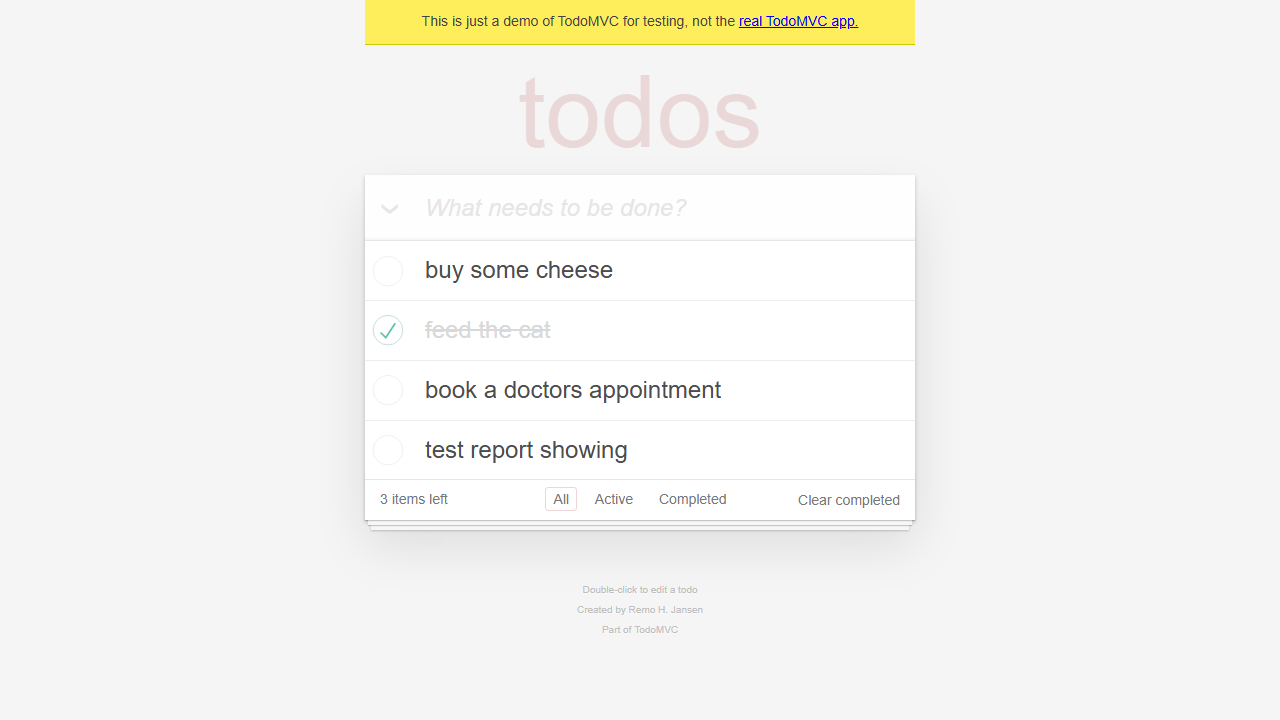 This is just a demo of TodoMVC for testing, not the real TodoMVC app.
todos
What needs to be done?
buy some cheese
feed the cat
book a doctors appointment
test report showing
3 items left All Active Completed Clear completed
Double-click to edit a todo
Created by Remo H. Jansen
Part of TodoMVC